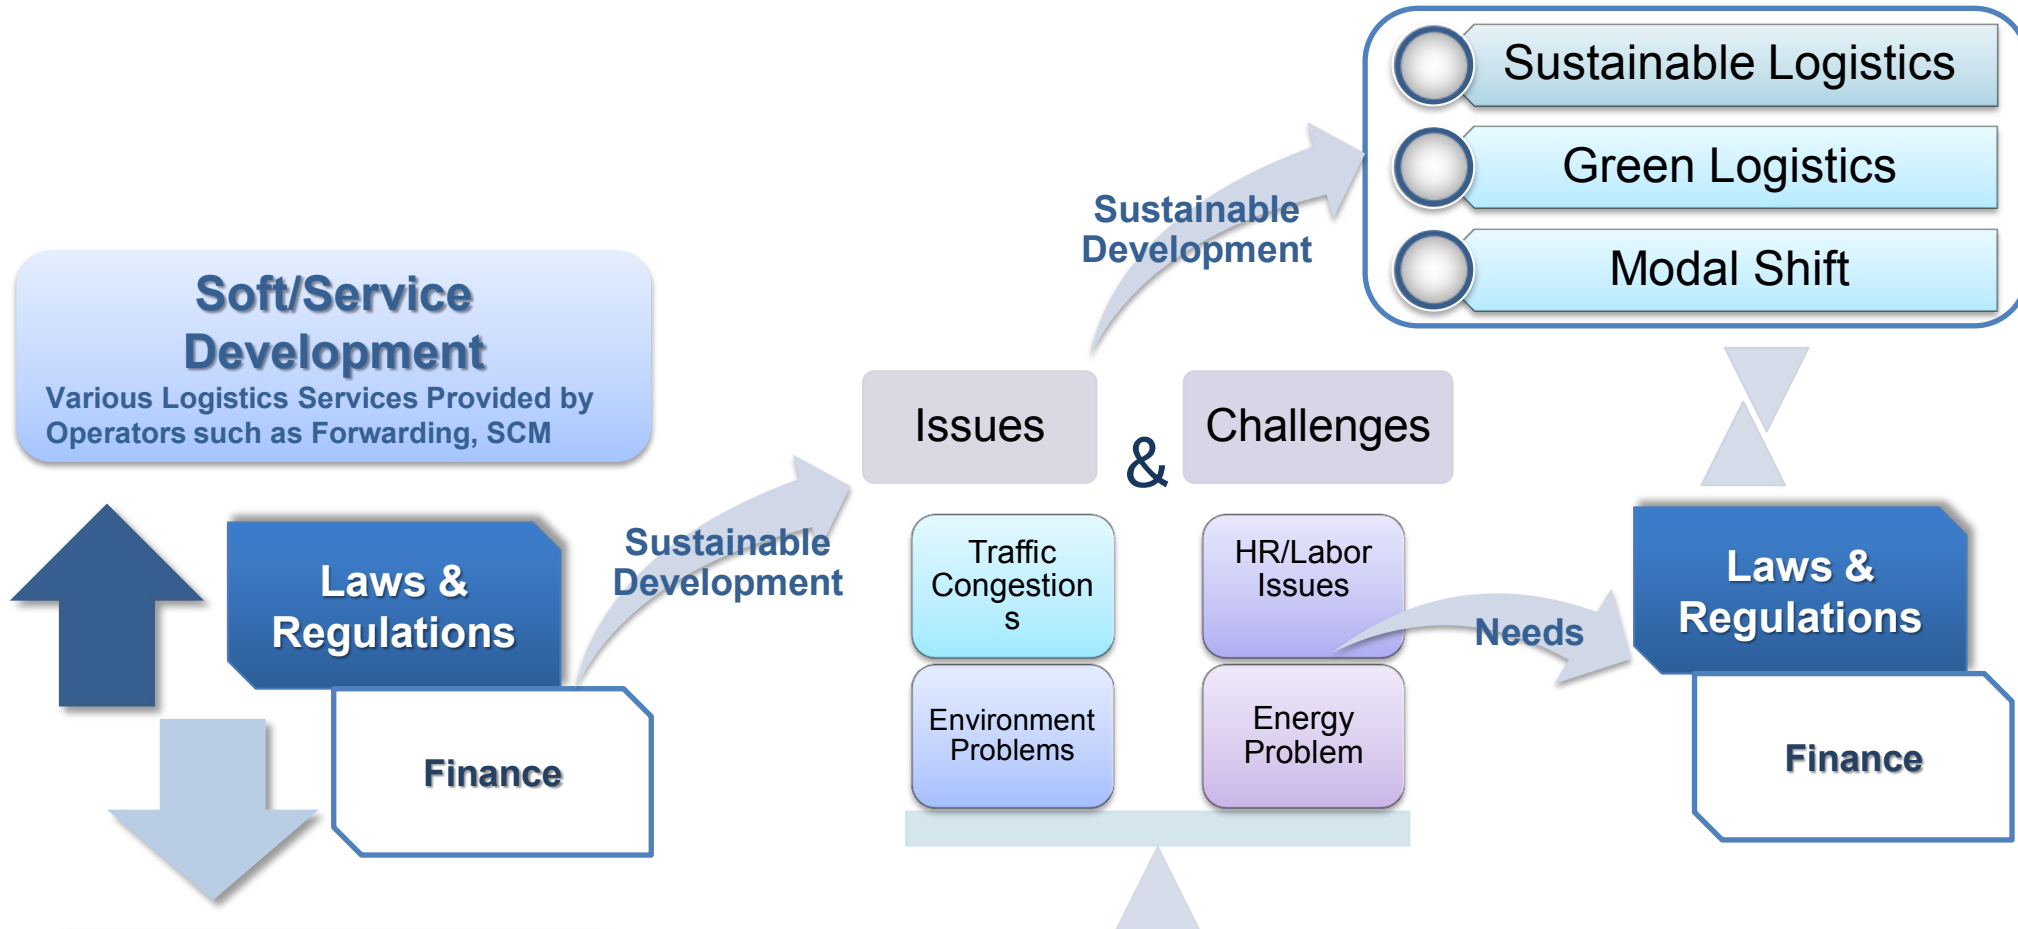 Sustainable Logistics
Green Logistics
Modal Shift
Sustainable
Development
Soft/Service
Development
Various Logistics Services Provided by
Operators such as Forwarding, SCM
Issues
&
Challenges
Laws &
Regulations
Finance
Sustainable
Development
Traffic
Congestion
s
HR/Labor
Issues
Environment
Problems
Energy
Problem
Needs
Laws &
Regulations
Finance